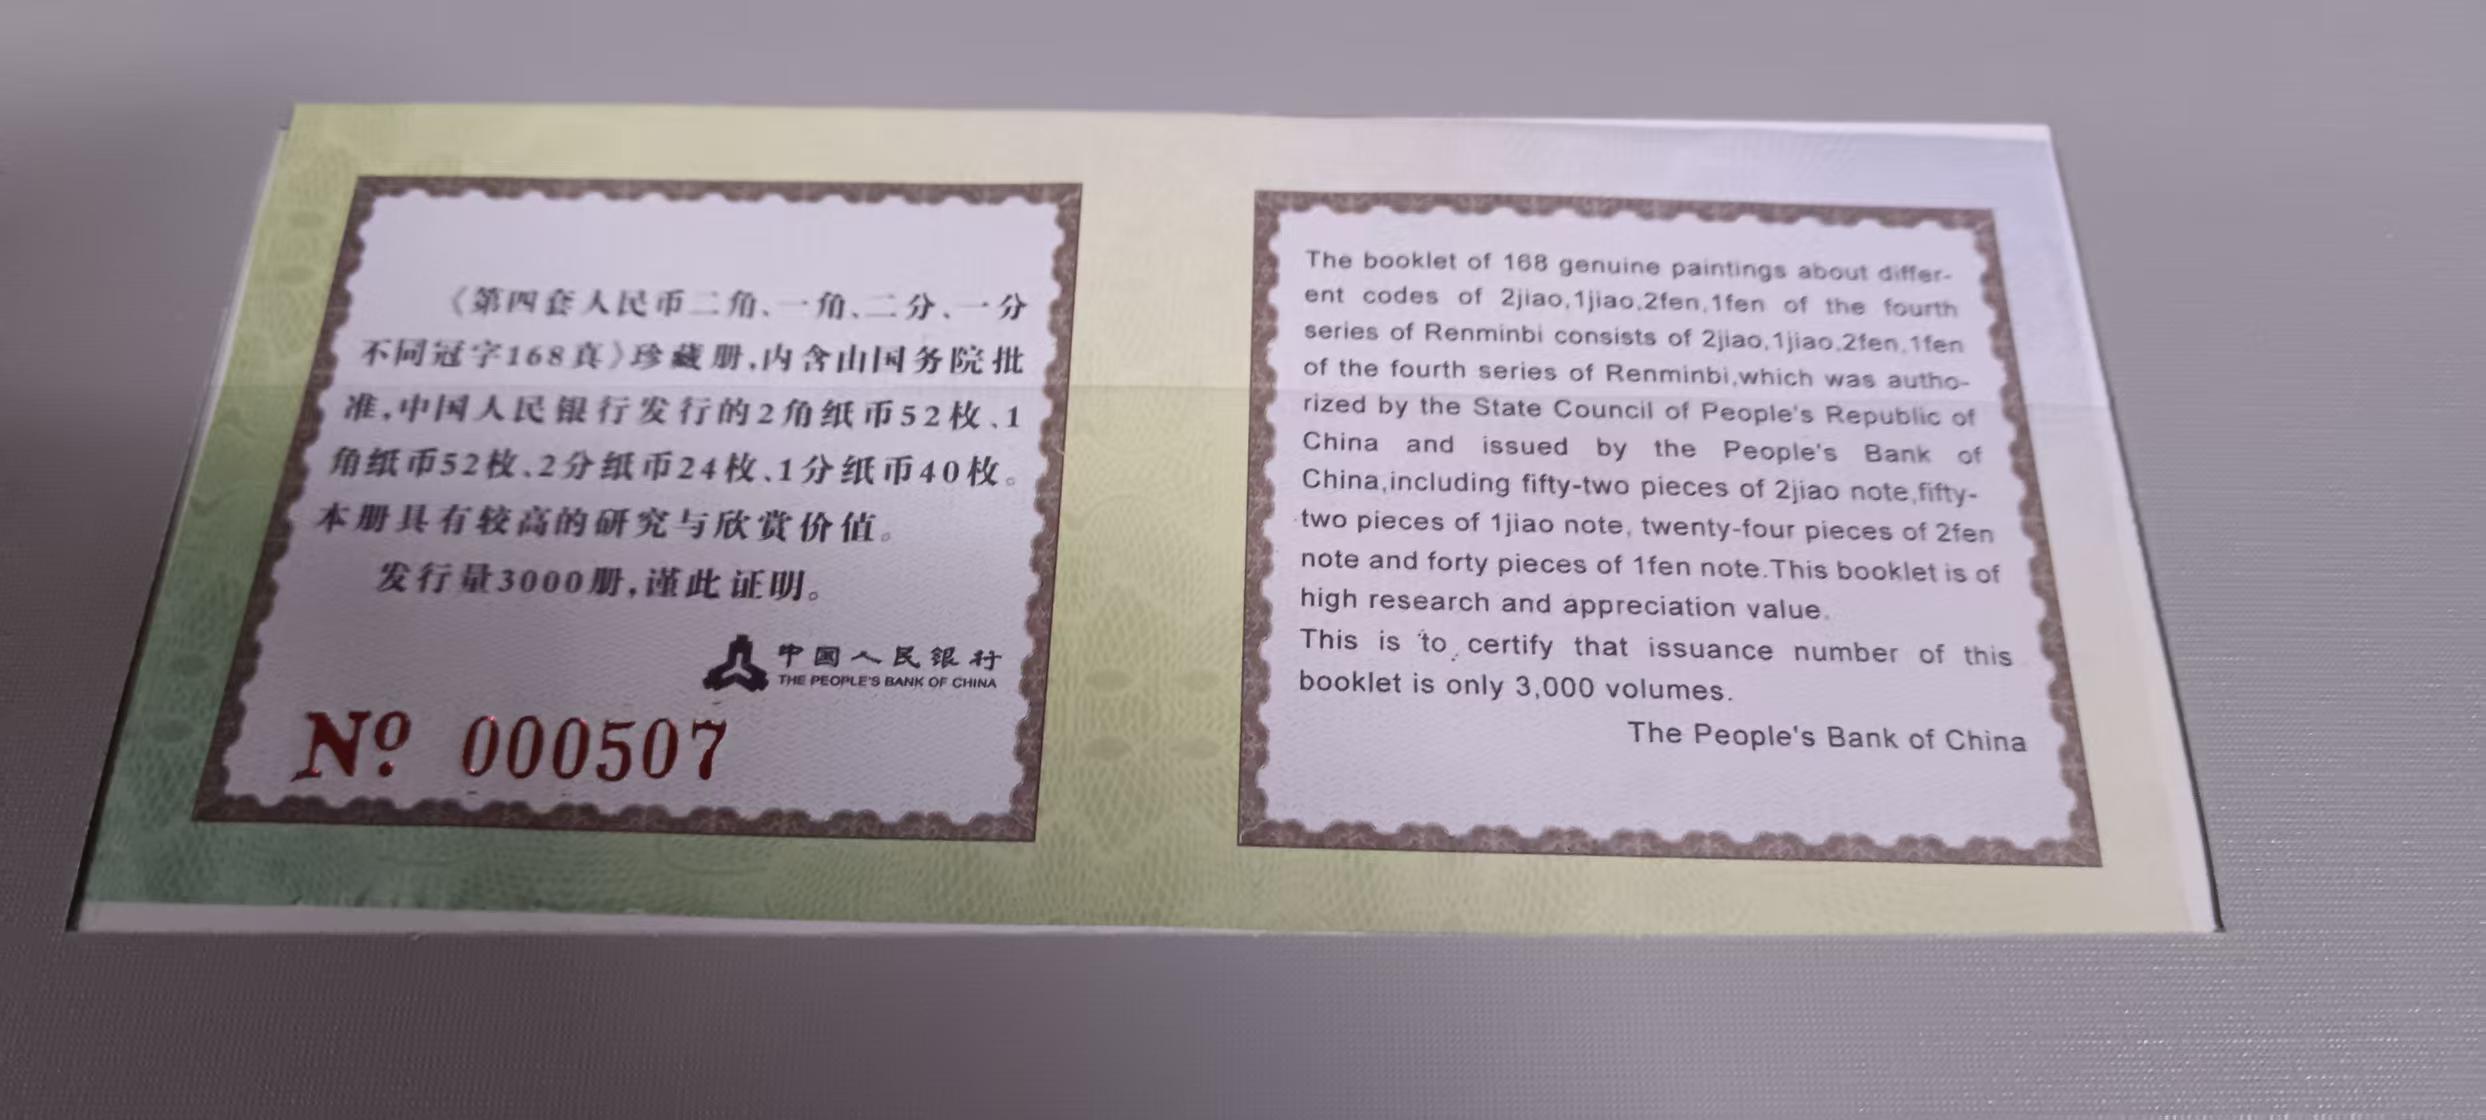 《第四套人民币二角、一角、二分、一分
不同冠字168真》珍藏册,内含由国务院批
准,中国人民银行发行的2角纸币52枚、1
角纸币52枚、2分纸币24枚、1分纸币40枚。
本册具有较高的研究与欣赏价值。
发行量3000册,谨此证明。
中国人民银行
THE PEOPLE'S BANK OF CHINA
Nº 000507
The booklet of 168 genuine paintings about differ-
ent codes of 2jiao,1jiao,2fen,1fen of the fourth
series of Renminbi consists of 2jiao,1jiao,2fen,1fen
of the fourth series of Renminbi,which was autho-
rized by the State Council of People's Republic of
China and issued by the People's Bank of
China,including fifty-two pieces of 2jiao note,fifty-
two pieces of 1jiao note, twenty-four pieces of 2fen
note and forty pieces of 1fen note.This booklet is of
high research and appreciation value.
This is to certify that issuance number of this
booklet is only 3,000 volumes.
The People's Bank of China